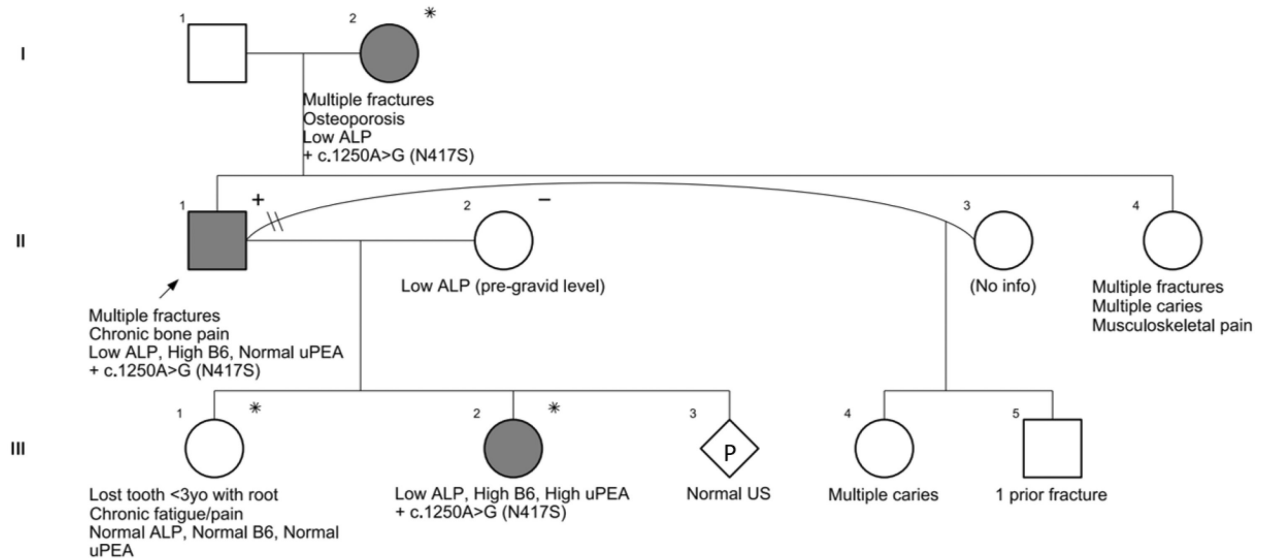 I
1
2
*
Multiple fractures
Osteoporosis
Low ALP
+ c.1250A>G (N417S)
II
1
+
2
−
3
4
Multiple fractures
Chronic bone pain
Low ALP, High B6, Normal uPEA
+ c.1250A>G (N417S)
Low ALP (pre-gravid level)
(No info)
Multiple fractures
Multiple caries
Musculoskeletal pain
III
1
*
2
*
3
4
5
P
Lost tooth <3yo with root
Chronic fatigue/pain
Normal ALP, Normal B6, Normal
uPEA
Low ALP, High B6, High uPEA
+ c.1250A>G (N417S)
Normal US
Multiple caries
1 prior fracture